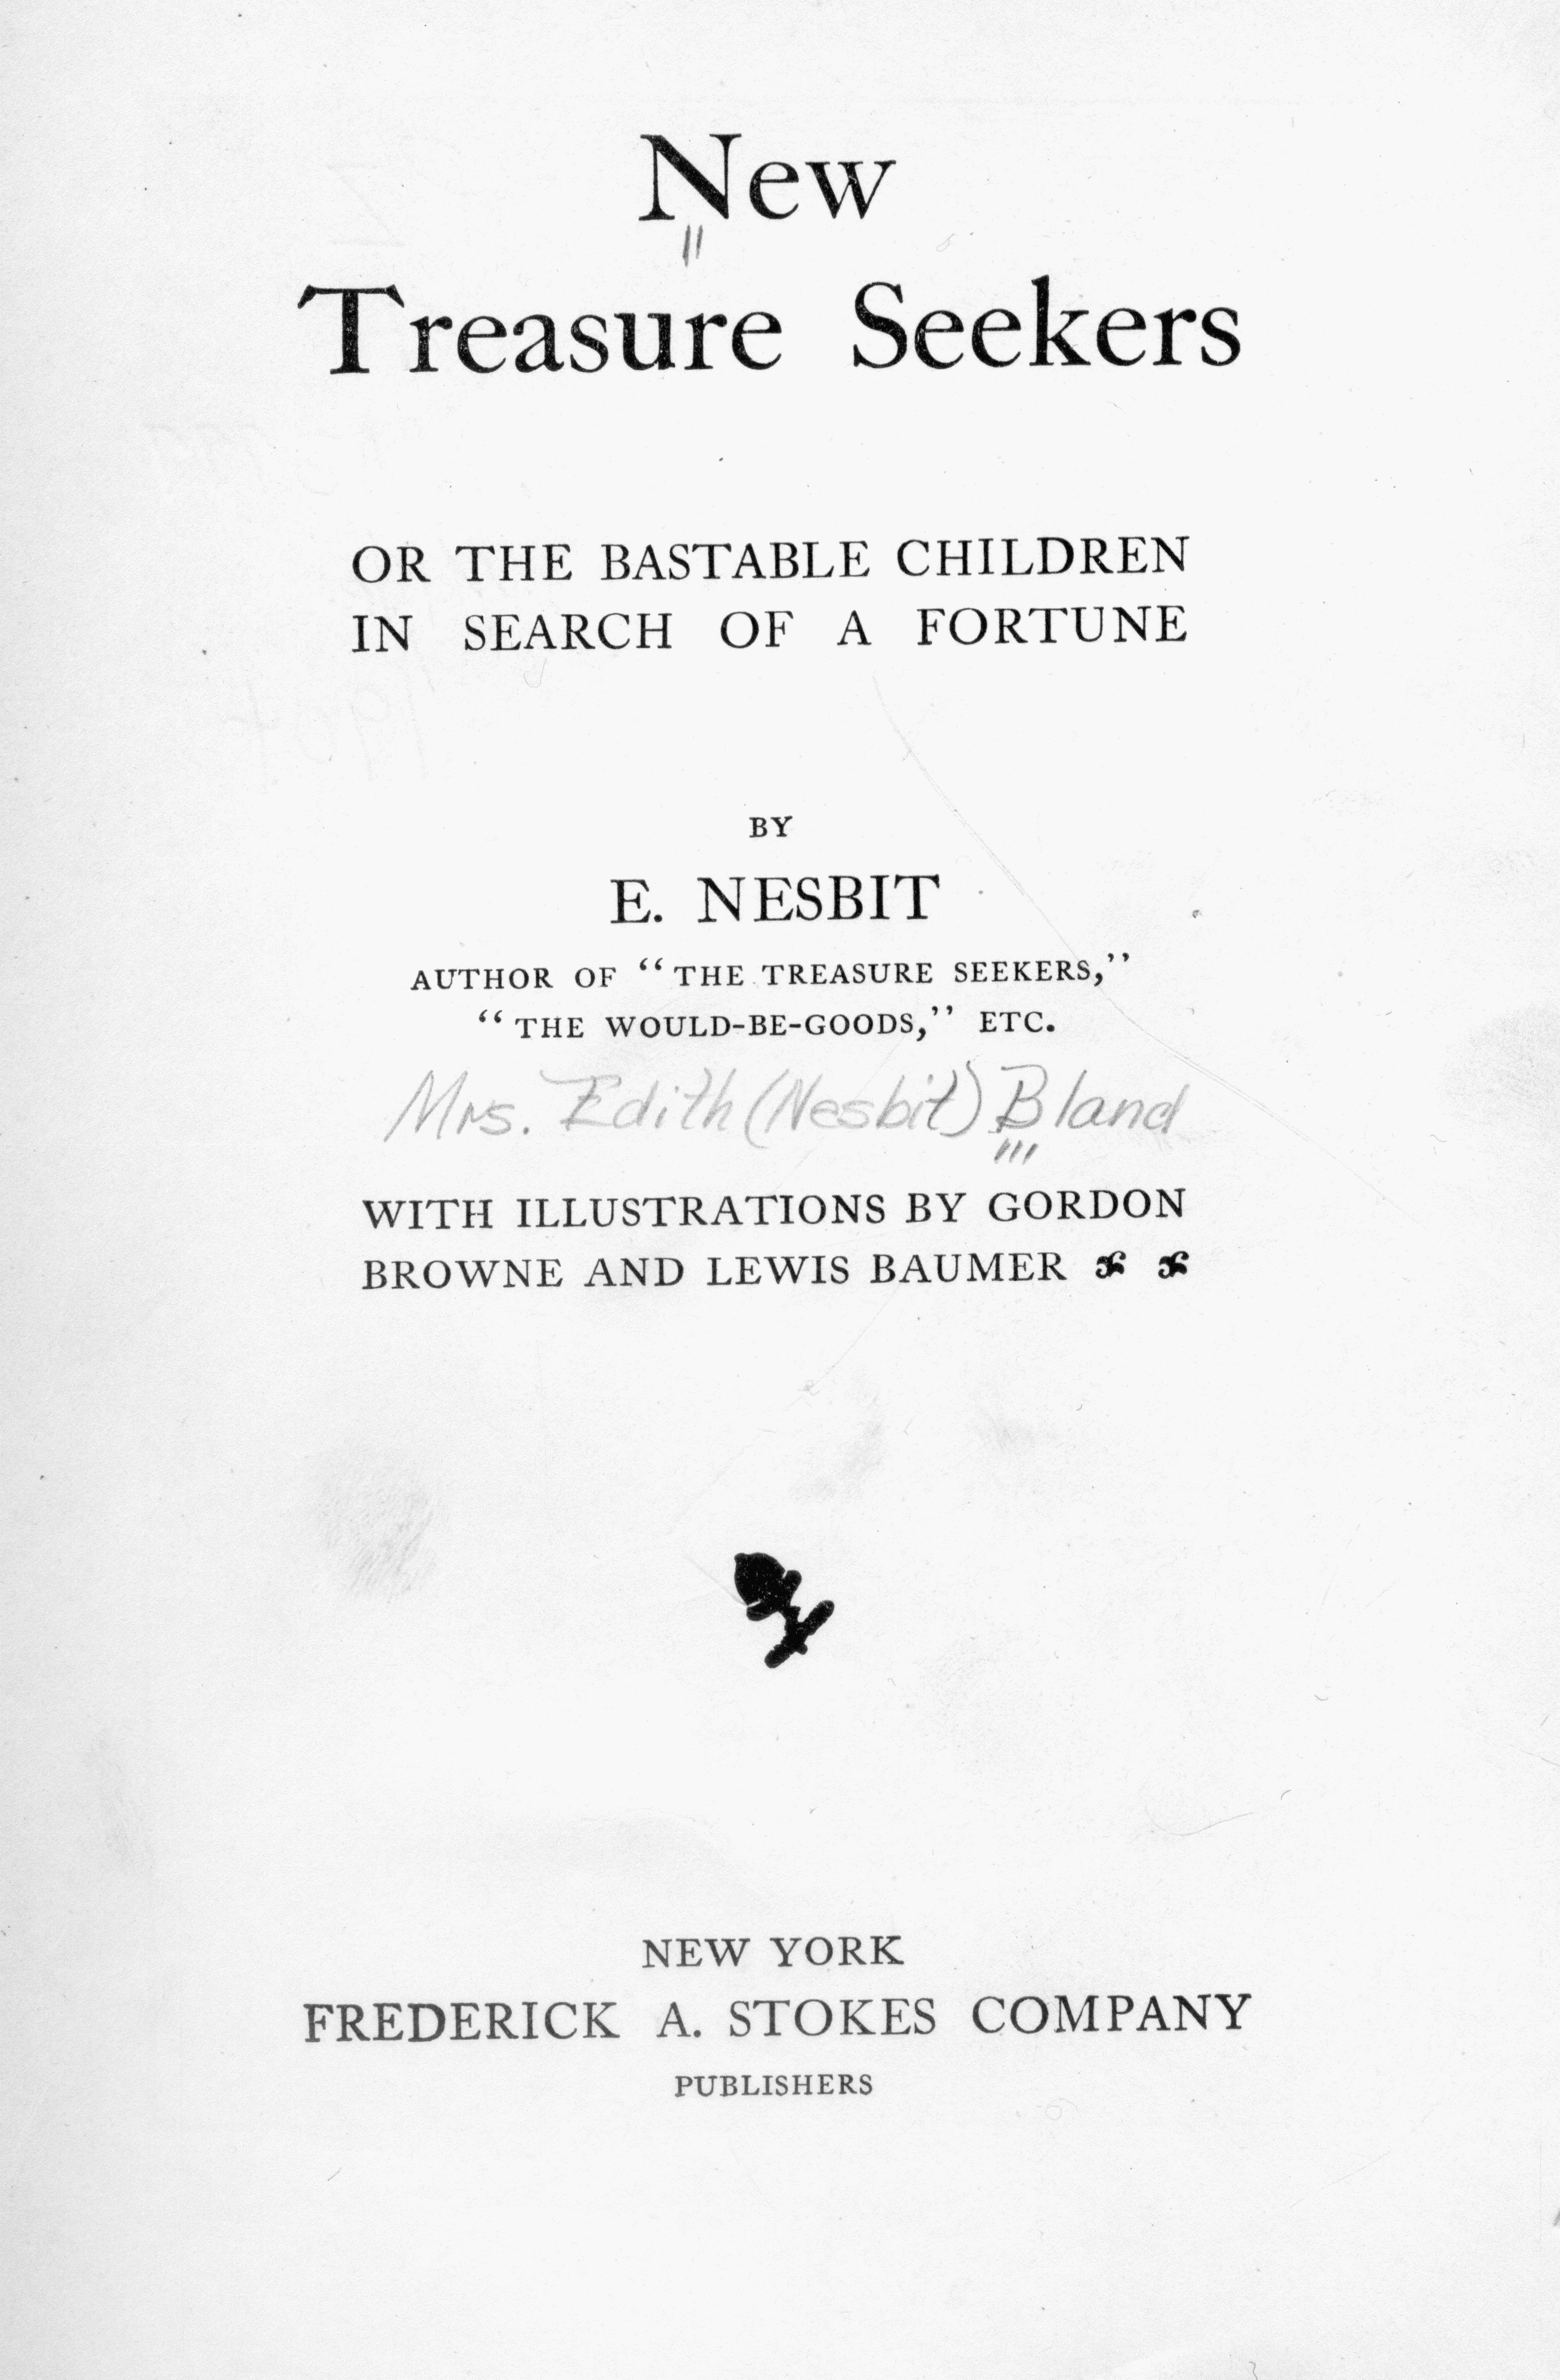 New
Treasure Seekers
OR THE BASTABLE CHILDREN
IN SEARCH OF A FORTUNE
BY
E. NESBIT
AUTHOR OF “THE TREASURE SEEKERS,”
“THE WOULD-BE-GOODS,” ETC.
Mrs. Edith (Nesbit) Bland
WITH ILLUSTRATIONS BY GORDON
BROWNE AND LEWIS BAUMER
NEW YORK
FREDERICK A. STOKES COMPANY
PUBLISHERS